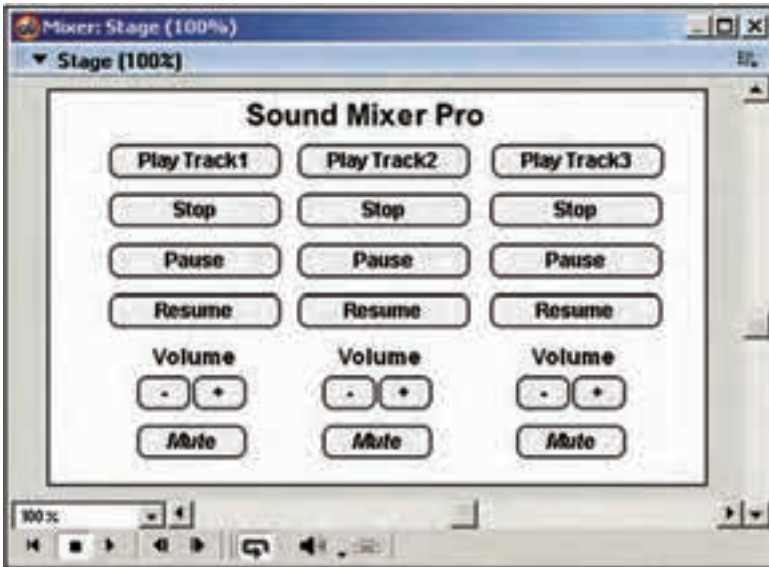 Mixer: Stage (100%)
Stage (100%)
Sound Mixer Pro
Play Track1 Play Track2 Play Track3
Stop Stop Stop
Pause Pause Pause
Resume Resume Resume
Volume Volume Volume
- + - + - +
Mute Mute Mute
100%